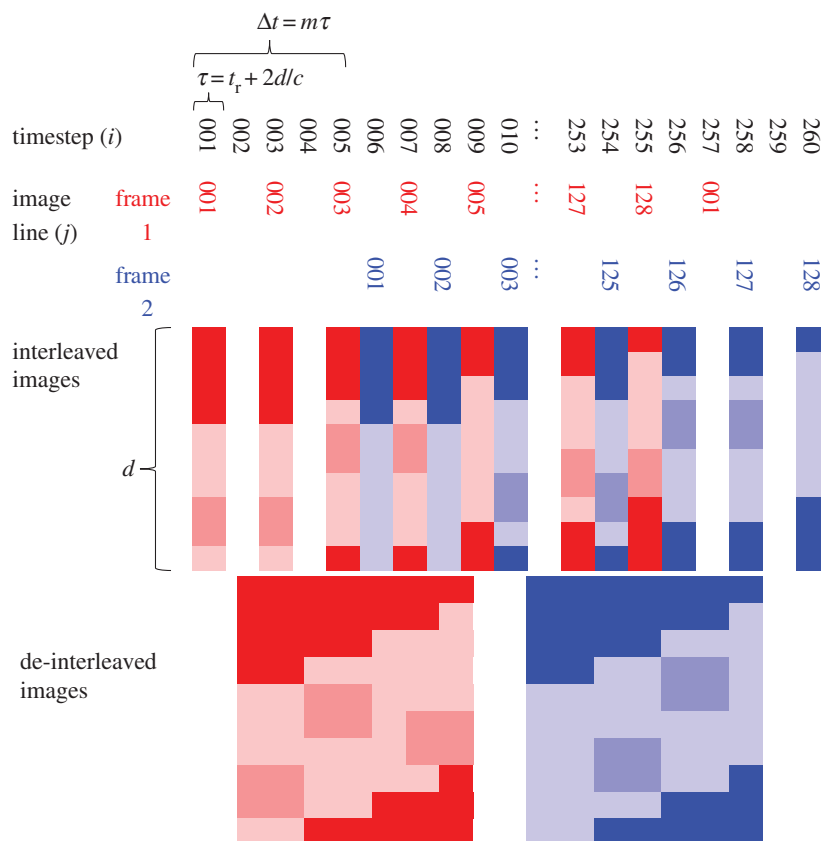 Δt = mτ
τ = t_r + 2d/c
timestep (i) 001 002 003 004 005 006 007 008 009 010 ... 253 254 255 256 257 258 259 260
image frame 001 002 003 004 005 ... 127 128 001
line (j) 1
frame 001 002 003 ... 125 126 127 128
2
interleaved
images
d
de-interleaved
images